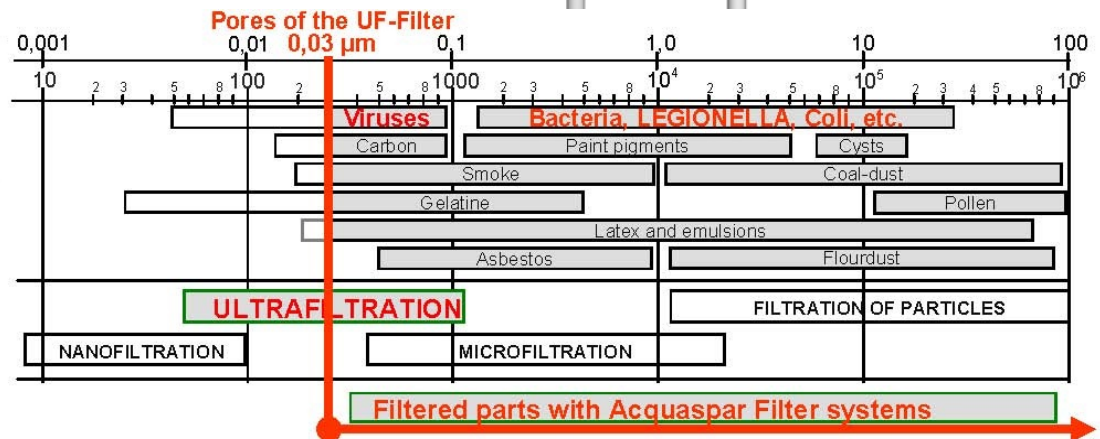 Pores of the UF-Filter
0,03 µm
0,001 0,01 0,1 1,0 10 100
10 2 3 5 8 100 2 5 8 1000 2 3 5 8 10⁴ 2 3 5 8 10⁵ 2 3 5 8 10⁶
Viruses Bacteria, LEGIONELLA, Coli, etc.
Carbon Paint pigments Cysts
Smoke Coal-dust
Gelatine Pollen
Latex and emulsions
Asbestos Flourdust
ULTRAFILTRATION FILTRATION OF PARTICLES
NANOFILTRATION MICROFILTRATION
Filtered parts with Acquaspar Filter systems